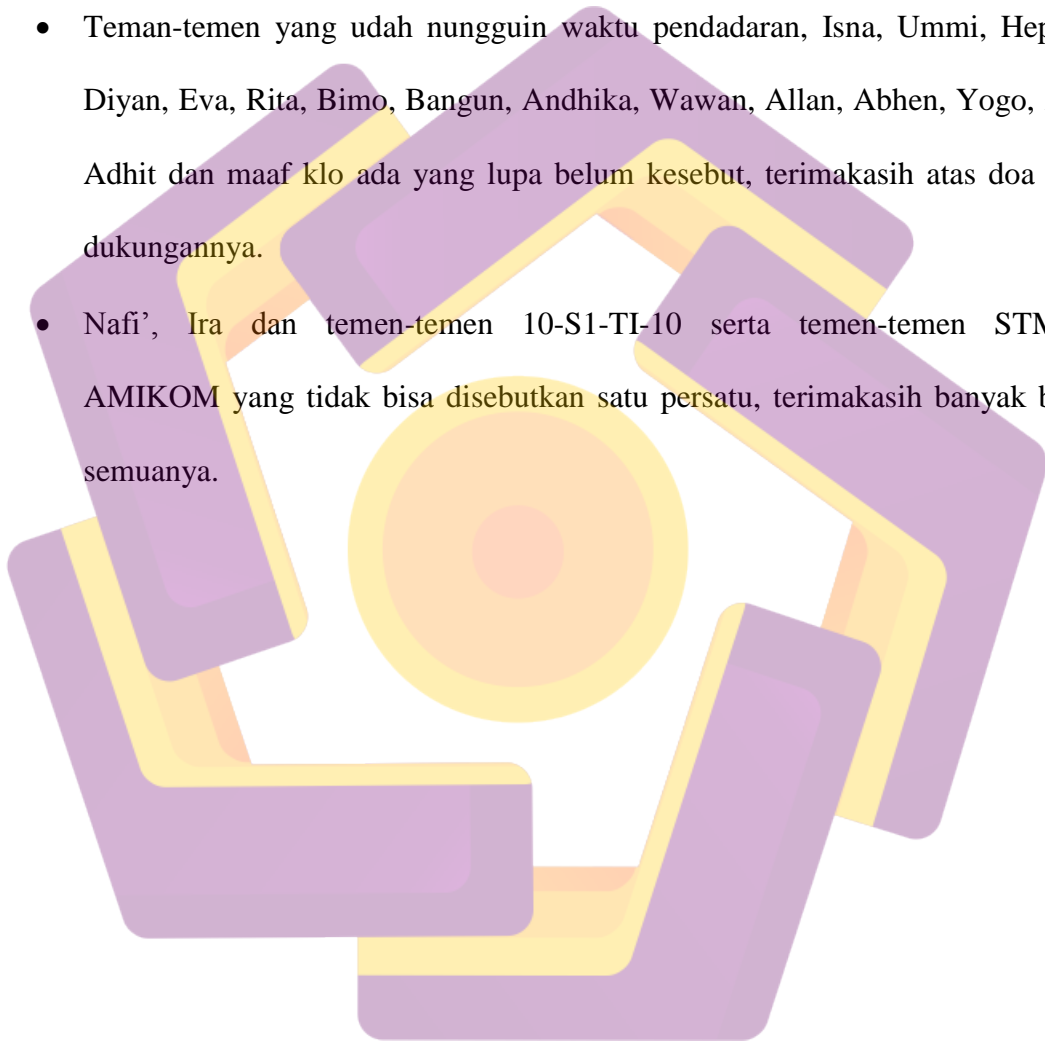 • Teman-temen yang udah nungguin waktu pendadaran, Isna, Ummi, Hep
Diyan, Eva, Rita, Bimo, Bangun, Andhika, Wawan, Allan, Abhen, Yogo,
Adhit dan maaf klo ada yang lupa belum kesebut, terimakasih atas doa
dukungannya.
• Nafi’, Ira dan temen-temen 10-S1-TI-10 serta temen-temen
AMIKOM yang tidak bisa disebutkan satu persatu, terimakasih banyak
semuanya.